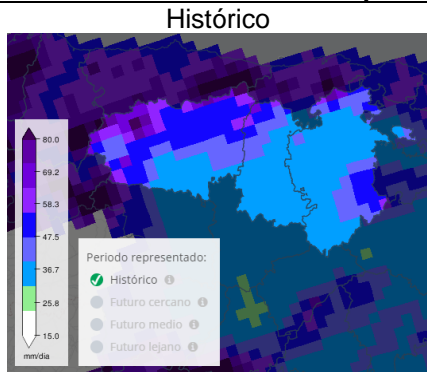 Histórico
80.0
69.2
58.3
47.5
36.7
25.8
15.0
mm/dia
Periodo representado:
Histórico
Futuro cercano
Futuro medio
Futuro lejano